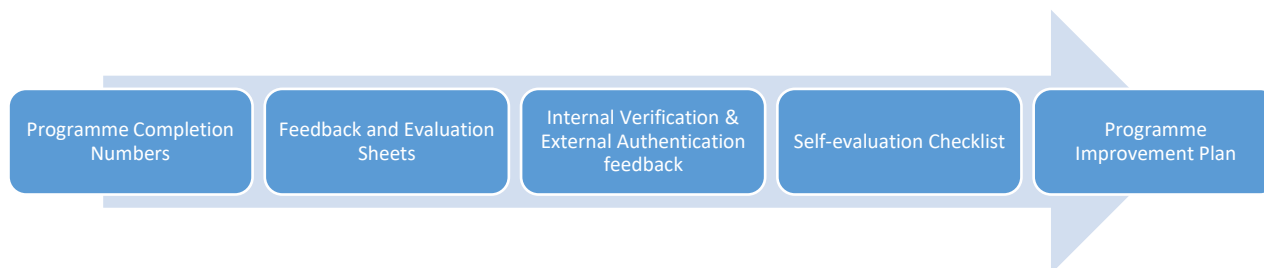 Programme Completion
Numbers
Feedback and Evaluation
Sheets
Internal Verification &
External Authentication
feedback
Self-evaluation Checklist
Programme
Improvement Plan